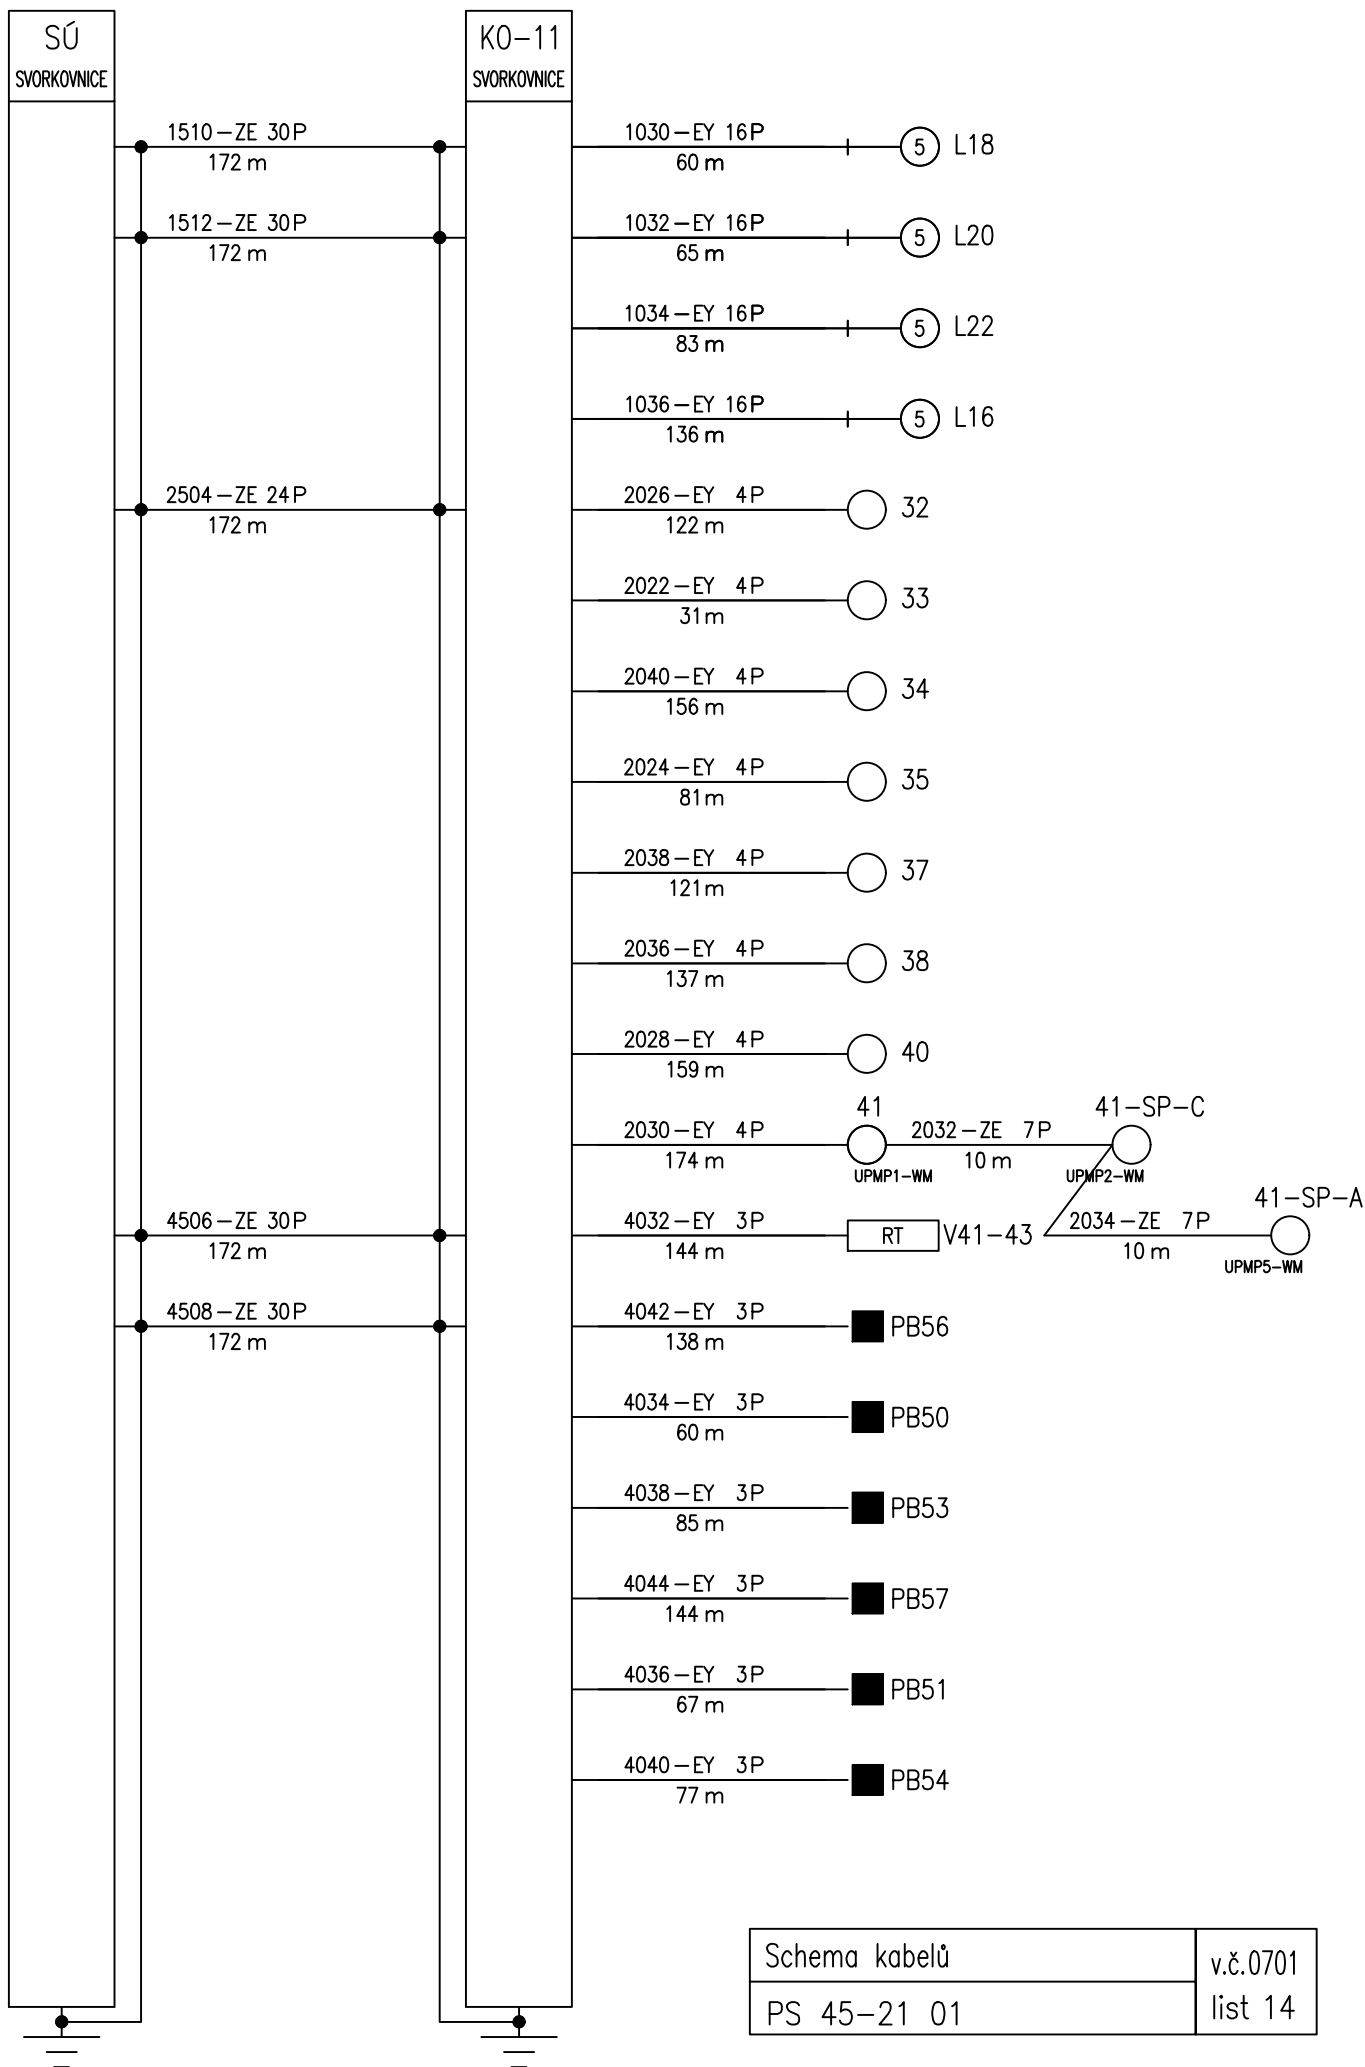 SÚ
SVORKOVNICE
KO-11
SVORKOVNICE
1510-ZE 30P
172 m
1030-EY 16P
60 m
5 L18
1512-ZE 30P
172 m
1032-EY 16P
65 m
5 L20
1034-EY 16P
83 m
5 L22
1036-EY 16P
136 m
5 L16
2504-ZE 24P
172 m
2026-EY 4P
122 m
32
2022-EY 4P
31 m
33
2040-EY 4P
156 m
34
2024-EY 4P
81 m
35
2038-EY 4P
121 m
37
2036-EY 4P
137 m
38
2028-EY 4P
159 m
40
2030-EY 4P
174 m
41
UPMP1-WM
2032-ZE 7P
10 m
41-SP-C
UPMP2-WM
4506-ZE 30P
172 m
4032-EY 3P
144 m
RT V41-43
2034-ZE 7P
10 m
41-SP-A
UPMP5-WM
4508-ZE 30P
172 m
4042-EY 3P
138 m
PB56
4034-EY 3P
60 m
PB50
4038-EY 3P
85 m
PB53
4044-EY 3P
144 m
PB57
4036-EY 3P
67 m
PB51
4040-EY 3P
77 m
PB54
Schema kabelů
PS 45-21 01
v.č.0701
list 14